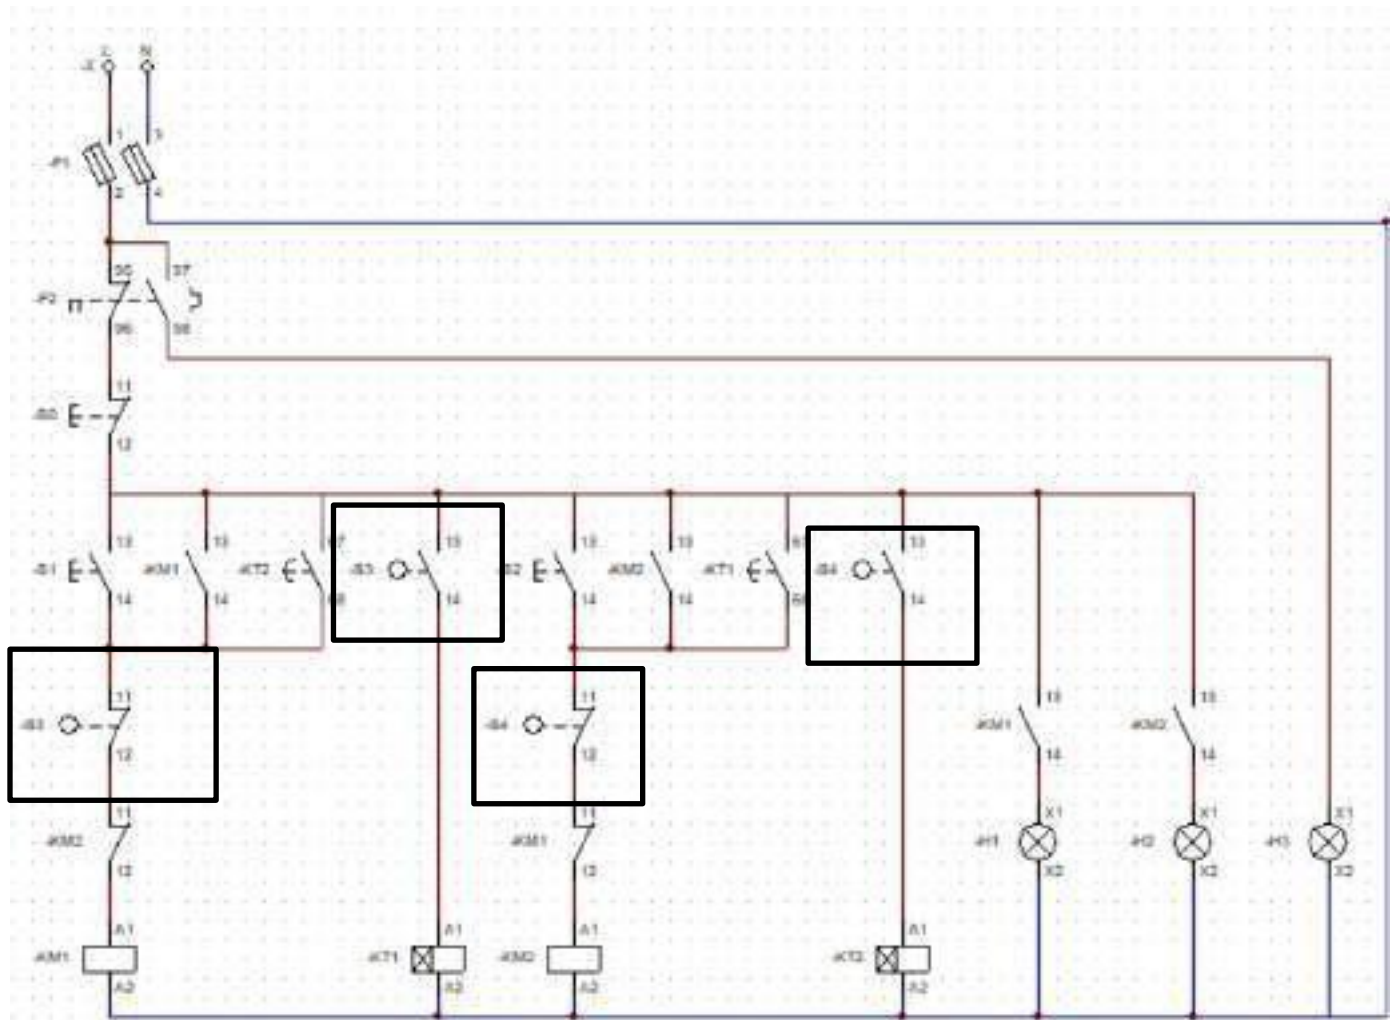 L N
1 3
-F1
2 4
95 97
-F2
96 98
11
-S0
12
13 13 67 13 13 13 67 13
-S1 -KM1 -KT2 -S3 -S2 -KM2 -KT1 -S4
14 14 68 14 14 14 68 14
11 11 13 13
-S3 -S4 -KM1 -KM2
12 12 14 14
11 11 X1 X1 X1
-KM2 -KM1 -H1 -H2 -H3
12 12 X2 X2 X2
A1 A1 A1 A1
-KM1 -KT1 -KM2 -KT2
A2 A2 A2 A2